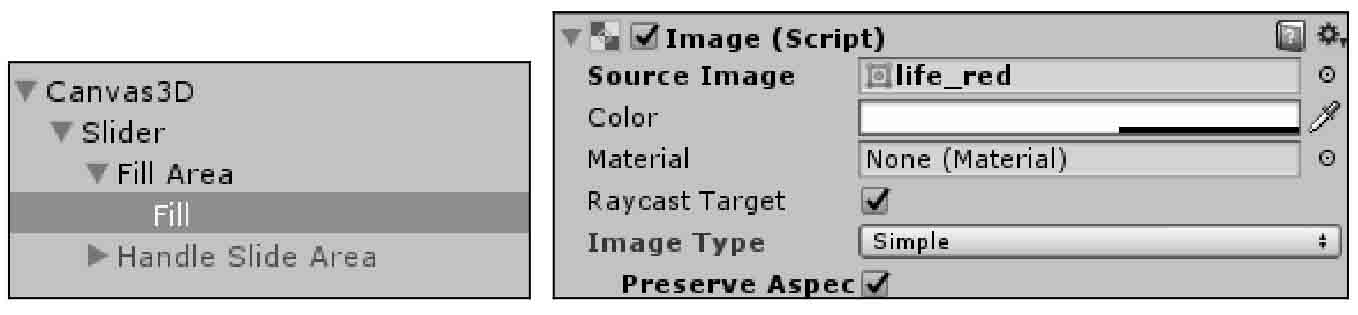 Canvas3D
Slider
Fill Area
Fill
Handle Slide Area
Image (Script)
Source Image life_red
Color
Material None (Material)
Raycast Target
Image Type Simple
Preserve Aspec